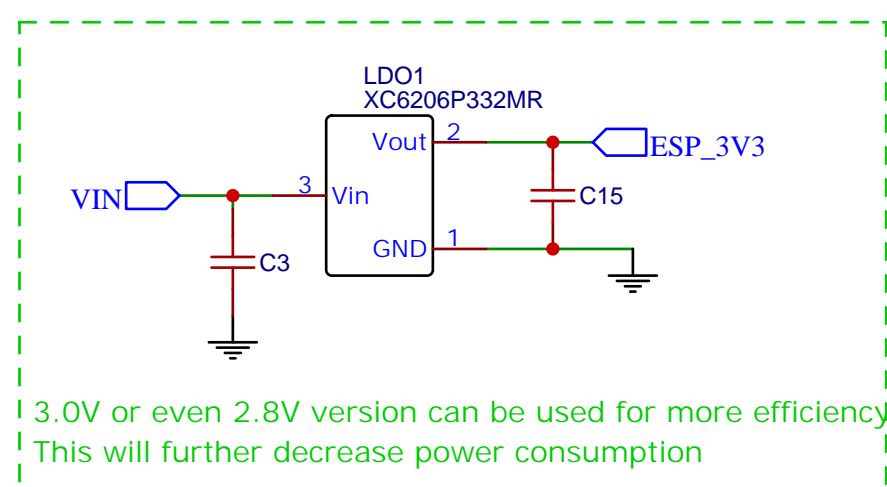 LDO1
XC6206P332MR
Vout 2
ESP_3V3
VIN
3 Vin
C15
GND 1
C3
3.0V or even 2.8V version can be used for more efficiency
This will further decrease power consumption